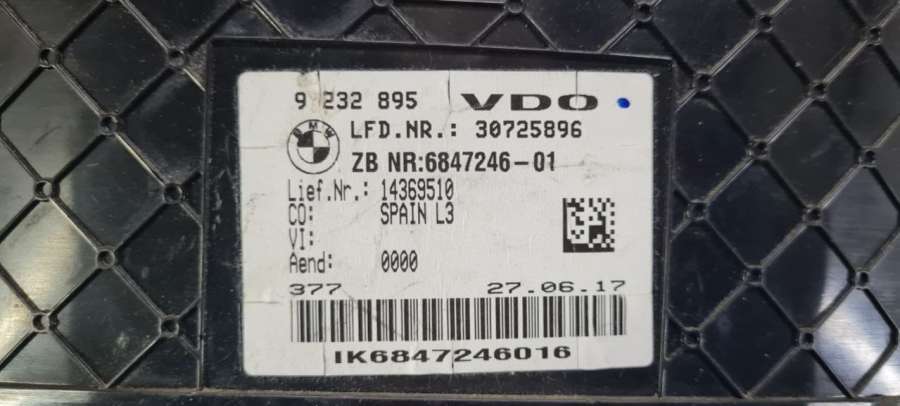 9 232 895 VDO
BMW
LFD.NR.: 30725896
ZB NR:6847246-01
Lief.Nr.: 14369510
CO: SPAIN L3
VI:
Aend: 0000
377 27.06.17
IK6847246016